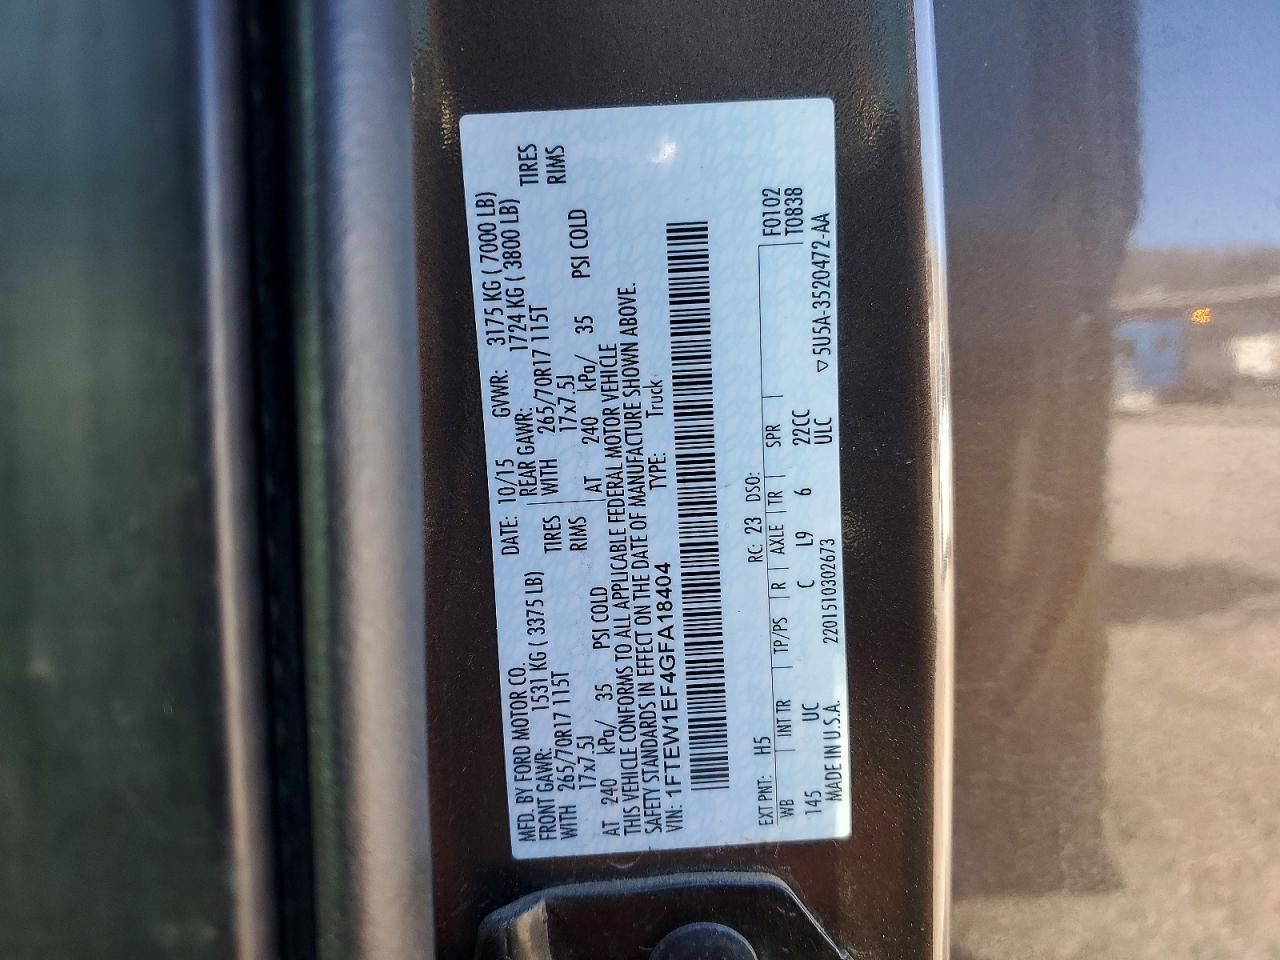 MFD. BY FORD MOTOR CO. DATE: 10/15 GVWR: 3175 KG ( 7000 LB)
FRONT GAWR: 1531 KG ( 3375 LB) REAR GAWR: 1724 KG ( 3800 LB)
WITH 265/70R17 115T TIRES WITH 265/70R17 115T TIRES
17x7.5J RIMS 17x7.5J RIMS
AT 240 kPa/ 35 PSI COLD AT 240 kPa/ 35 PSI COLD
THIS VEHICLE CONFORMS TO ALL APPLICABLE FEDERAL MOTOR VEHICLE
SAFETY STANDARDS IN EFFECT ON THE DATE OF MANUFACTURE SHOWN ABOVE.
VIN: 1FTEW1EF4GFA18404 TYPE: Truck
EXT PNT: H5 RC: 23 DSO: F0102
WB INT TR TP/PS R AXLE TR SPR T0838
145 UC C L9 6 22CC
MADE IN U.S.A. 2201510302673 ULC ▽5U5A-3520472-AA